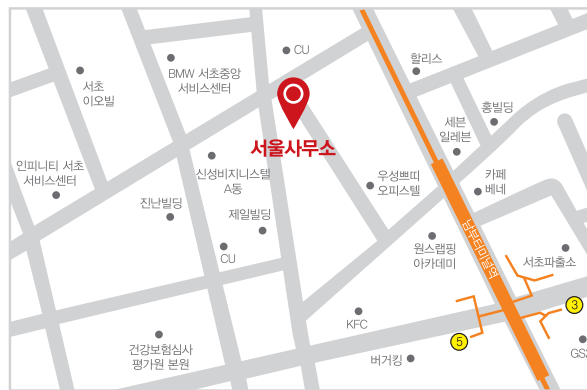 CU
할리스
BMW 서초중앙
서비스센터
서초
이오빌
홍빌딩
세븐
일레븐
서울사무소
인피니티 서초
서비스센터
신성비지니스텔
A동
우성쁘띠
오피스텔
카페
베네
진난빌딩
제일빌딩
CU
원스랩핑
아카데미
남부터미널역
서초파출소
3
KFC
5
건강보험심사
평가원 본원
버거킹